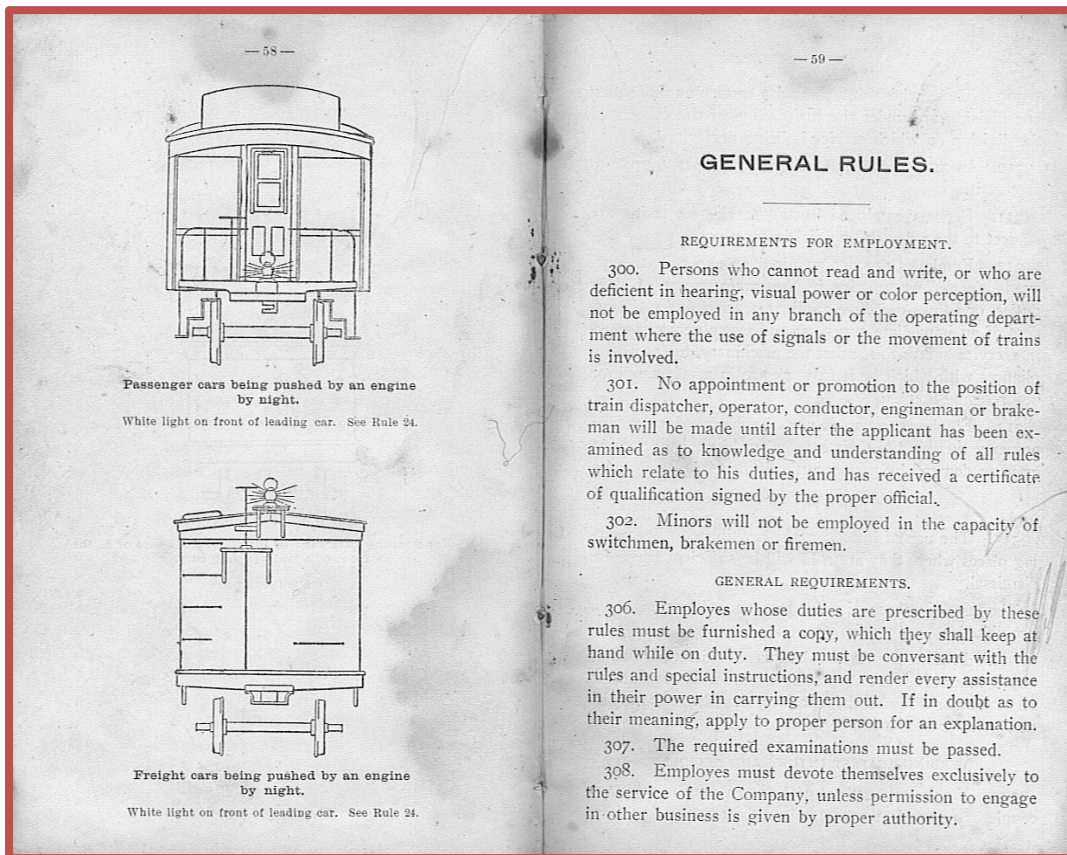 — 58 —
Passenger cars being pushed by an engine
by night.
White light on front of leading car. See Rule 24.
Freight cars being pushed by an engine
by night.
White light on front of leading car. See Rule 24.
— 59 —
GENERAL RULES.
REQUIREMENTS FOR EMPLOYMENT.
300. Persons who cannot read and write, or who are
deficient in hearing, visual power or color perception, will
not be employed in any branch of the operating depart-
ment where the use of signals or the movement of trains
is involved.
301. No appointment or promotion to the position of
train dispatcher, operator, conductor, engineman or brake-
man will be made until after the applicant has been ex-
amined as to knowledge and understanding of all rules
which relate to his duties, and has received a certificate
of qualification signed by the proper official.
302. Minors will not be employed in the capacity of
switchmen, brakemen or firemen.
GENERAL REQUIREMENTS.
306. Employes whose duties are prescribed by these
rules must be furnished a copy, which they shall keep at
hand while on duty. They must be conversant with the
rules and special instructions, and render every assistance
in their power in carrying them out. If in doubt as to
their meaning, apply to proper person for an explanation.
307. The required examinations must be passed.
308. Employes must devote themselves exclusively to
the service of the Company, unless permission to engage
in other business is given by proper authority.